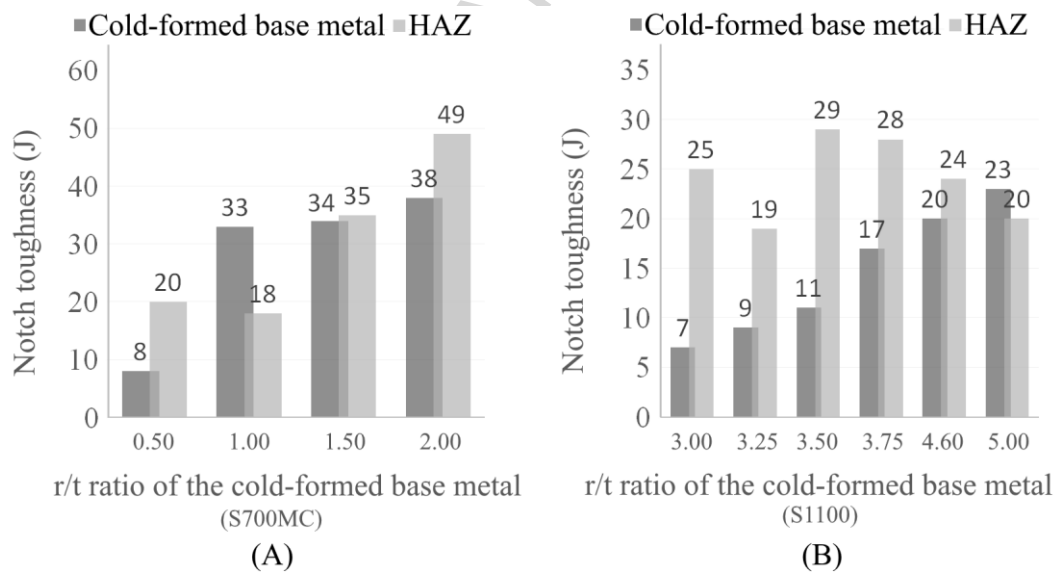 ■Cold-formed base metal ■HAZ
Notch toughness (J)
60
50
40
30
20
10
0
8
20
33
18
34
35
38
49
0.50 1.00 1.50 2.00
r/t ratio of the cold-formed base metal
(S700MC)
(A)
■Cold-formed base metal ■HAZ
Notch toughness (J)
35
30
25
20
15
10
5
0
7
25
9
19
11
29
17
28
20
24
23
20
3.00 3.25 3.50 3.75 4.60 5.00
r/t ratio of the cold-formed base metal
(S1100)
(B)